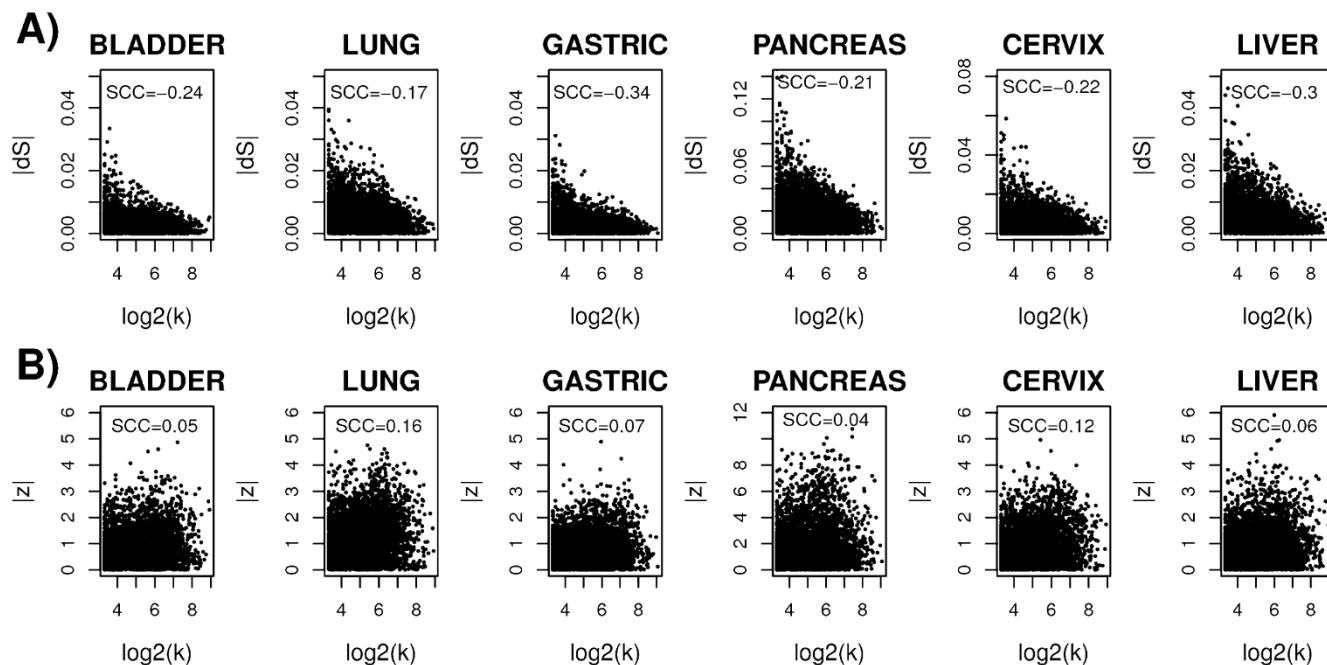 A)
BLADDER LUNG GASTRIC PANCREAS CERVIX LIVER
SCC=−0.24 SCC=−0.17 SCC=−0.34 SCC=−0.21 SCC=−0.22 SCC=−0.3
|dS| |dS| |dS| |dS| |dS| |dS|
0.00 0.02 0.04
0.00 0.02 0.04
0.00 0.02 0.04
0.00 0.06 0.12
0.00 0.04 0.08
0.00 0.02 0.04
4 6 8 4 6 8 4 6 8 4 6 8 4 6 8 4 6 8
log2(k) log2(k) log2(k) log2(k) log2(k) log2(k)
B)
BLADDER LUNG GASTRIC PANCREAS CERVIX LIVER
SCC=0.05 SCC=0.16 SCC=0.07 SCC=0.04 SCC=0.12 SCC=0.06
|z| |z| |z| |z| |z| |z|
0 1 2 3 4 5 6
0 1 2 3 4 5 6
0 1 2 3 4 5 6
0 2 4 6 8 12
0 1 2 3 4 5 6
0 1 2 3 4 5 6
4 6 8 4 6 8 4 6 8 4 6 8 4 6 8 4 6 8
log2(k) log2(k) log2(k) log2(k) log2(k) log2(k)